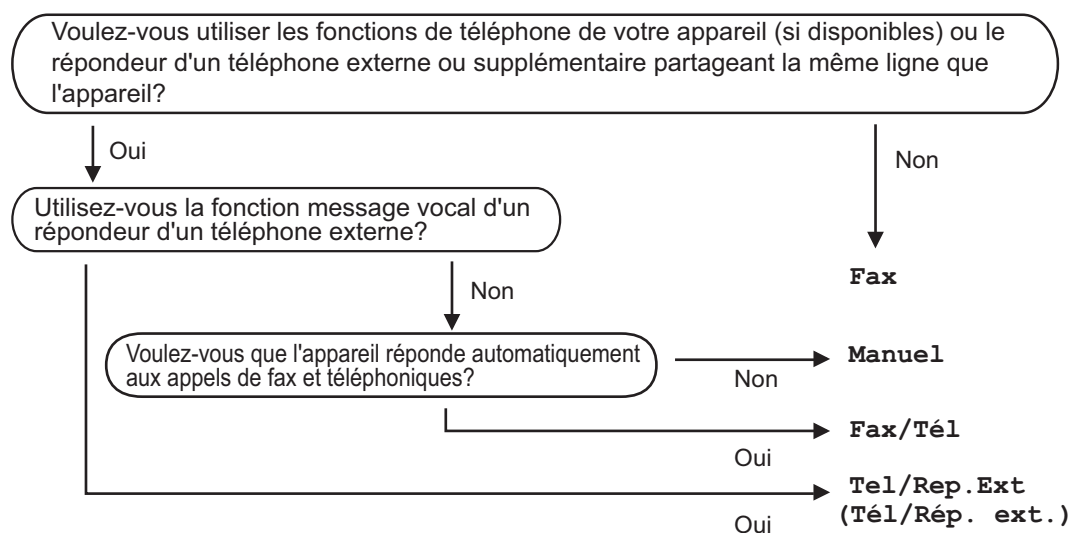 Voulez-vous utiliser les fonctions de téléphone de votre appareil (si disponibles) ou le
répondeur d'un téléphone externe ou supplémentaire partageant la même ligne que
l'appareil?
Oui
Non
Utilisez-vous la fonction message vocal d'un
répondeur d'un téléphone externe?
Fax
Non
Voulez-vous que l'appareil réponde automatiquement
aux appels de fax et téléphoniques?
Manuel
Non
Fax/Tél
Oui
Tel/Rep.Ext
(Tél/Rép. ext.)
Oui